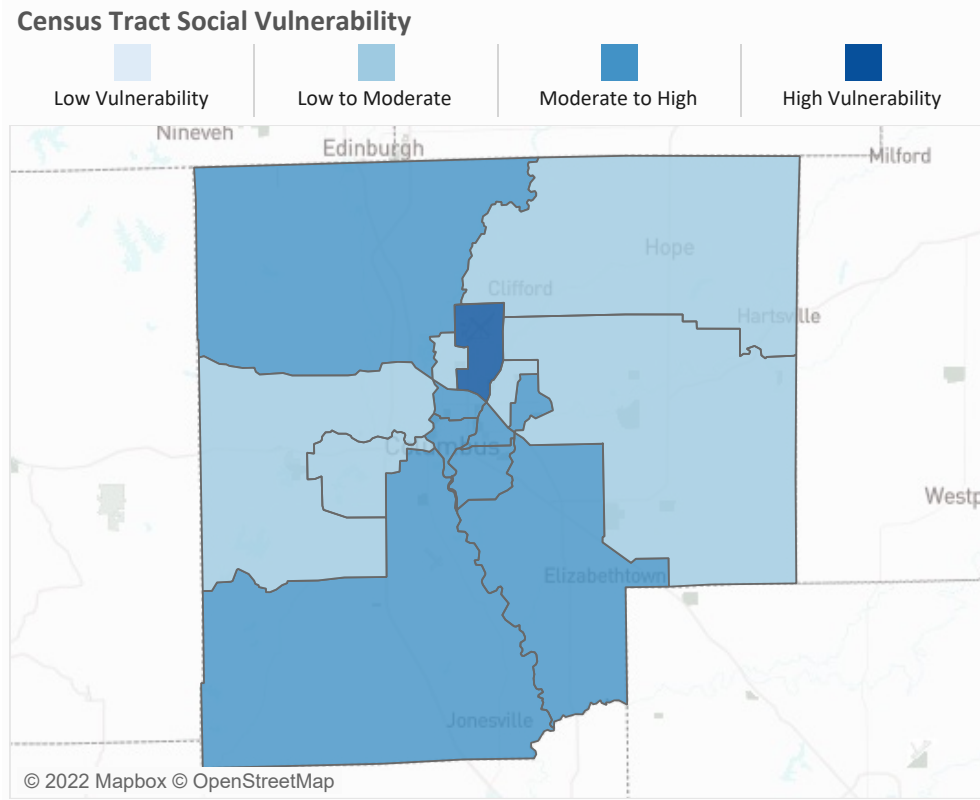 Census Tract Social Vulnerability
Low Vulnerability
Low to Moderate
Moderate to High
High Vulnerability
Nineveh
Edinburgh
Milford
Hope
Clifford
Hartsville
Columbus
Westp
Elizabethtown
Jonesville
© 2022 Mapbox © OpenStreetMap